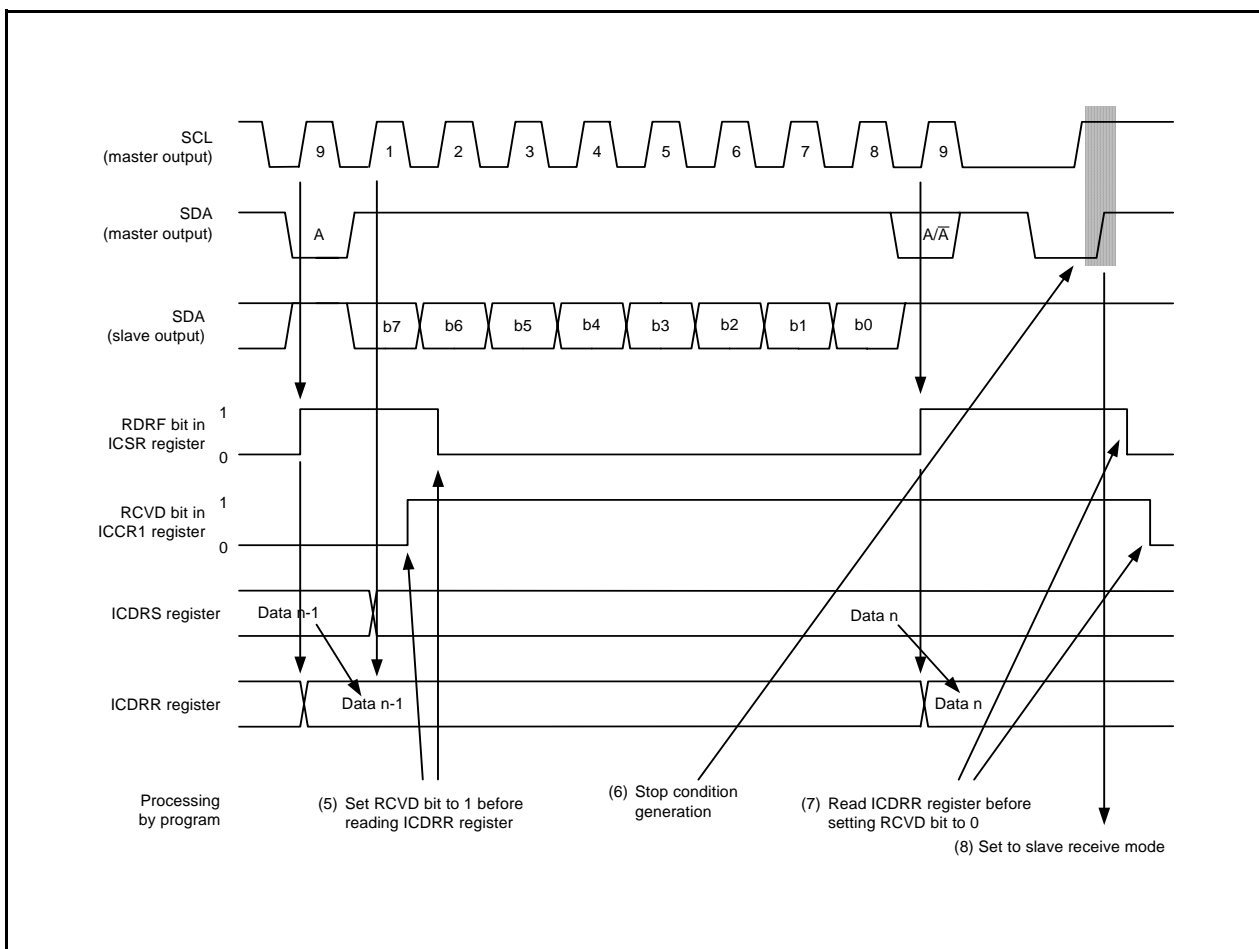 SCL
(master output)
9
1
2
3
4
5
6
7
8
9
SDA
(master output)
A
A/A̅
SDA
(slave output)
b7
b6
b5
b4
b3
b2
b1
b0
RDRF bit in
ICSR register
1
0
RCVD bit in
ICCR1 register
1
0
ICDRS register
Data n-1
Data n
ICDRR register
Data n-1
Data n
Processing
by program
(5) Set RCVD bit to 1 before
reading ICDRR register
(6) Stop condition
generation
(7) Read ICDRR register before
setting RCVD bit to 0
(8) Set to slave receive mode